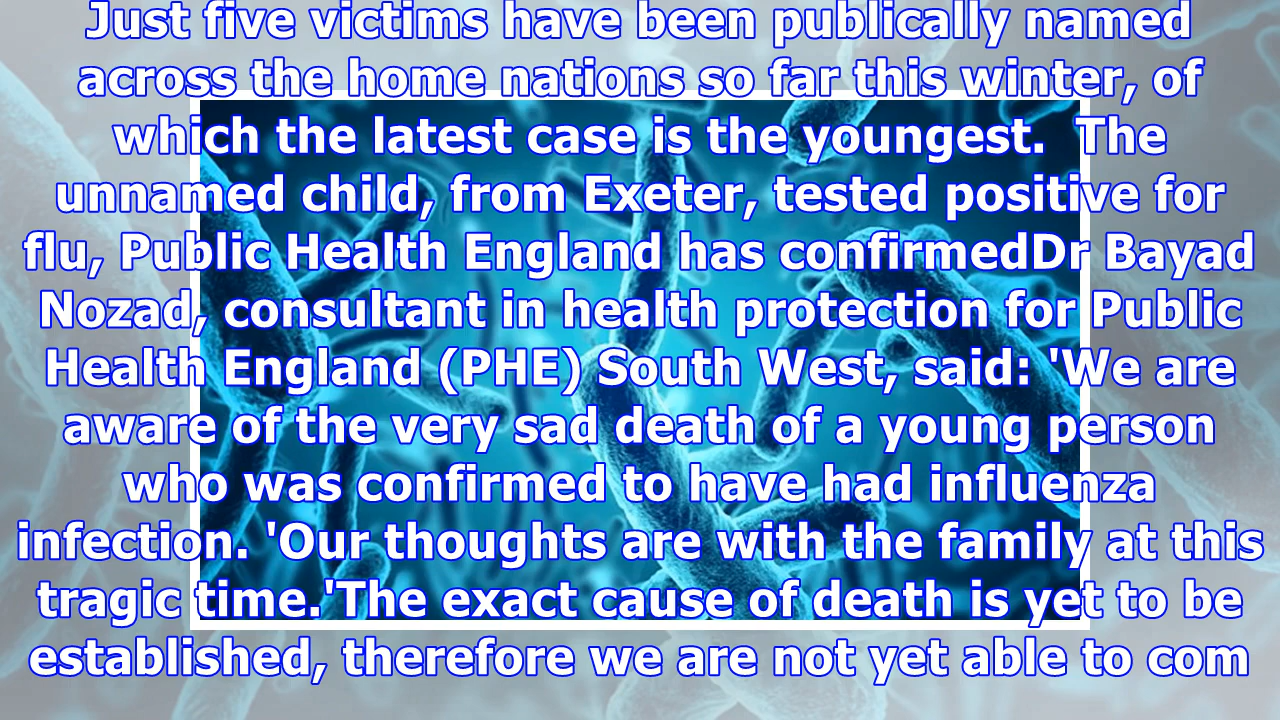 Just five victims have been publically named
across the home nations so far this winter, of
which the latest case is the youngest.  The
unnamed child, from Exeter, tested positive for
flu, Public Health England has confirmedDr Bayad
Nozad, consultant in health protection for Public
Health England (PHE) South West, said: 'We are
aware of the very sad death of a young person
who was confirmed to have had influenza
infection. 'Our thoughts are with the family at this
tragic time.'The exact cause of death is yet to be
established, therefore we are not yet able to com